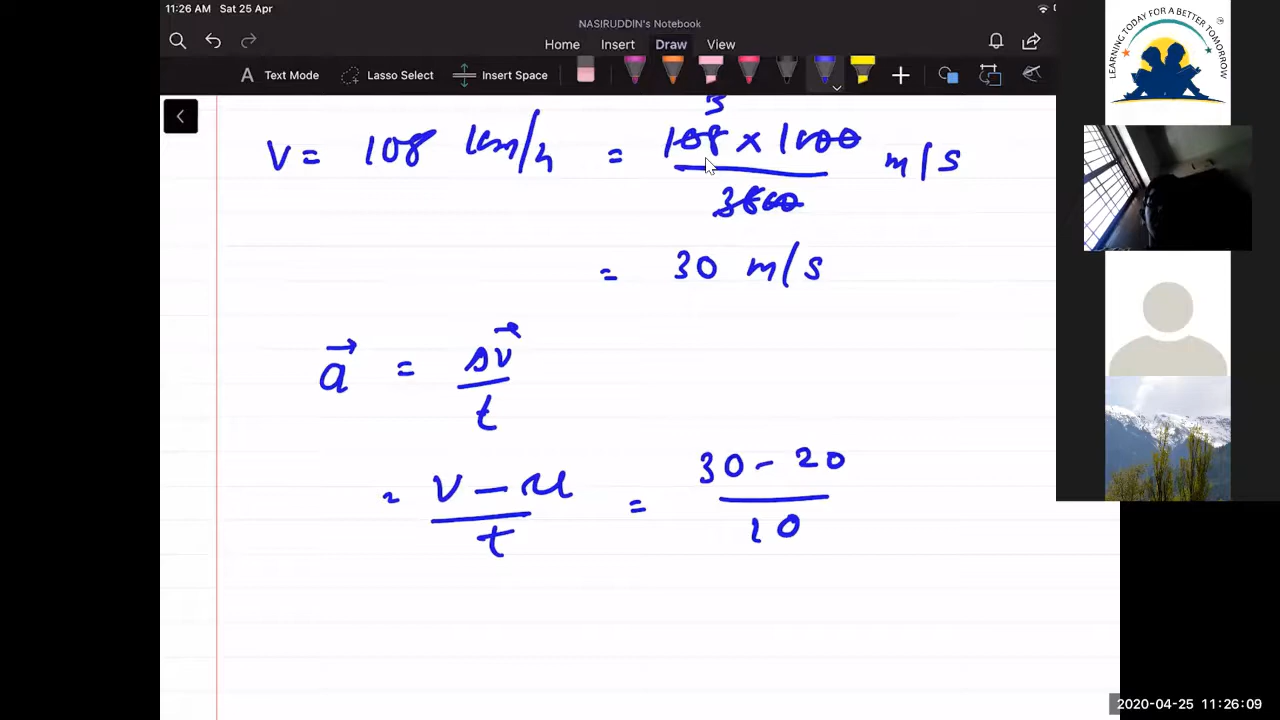 11:26 AM Sat 25 Apr
NASIRUDDIN's Notebook
Home Insert Draw View
A Text Mode Lasso Select Insert Space
3
V = 108 km/h = 108 x 1000 m/s
3600
= 30 m/s
a = Δv
t
= v - u = 30 - 20
t 10
LEARNING TODAY FOR A BETTER TOMORROW
2020-04-25 11:26:09